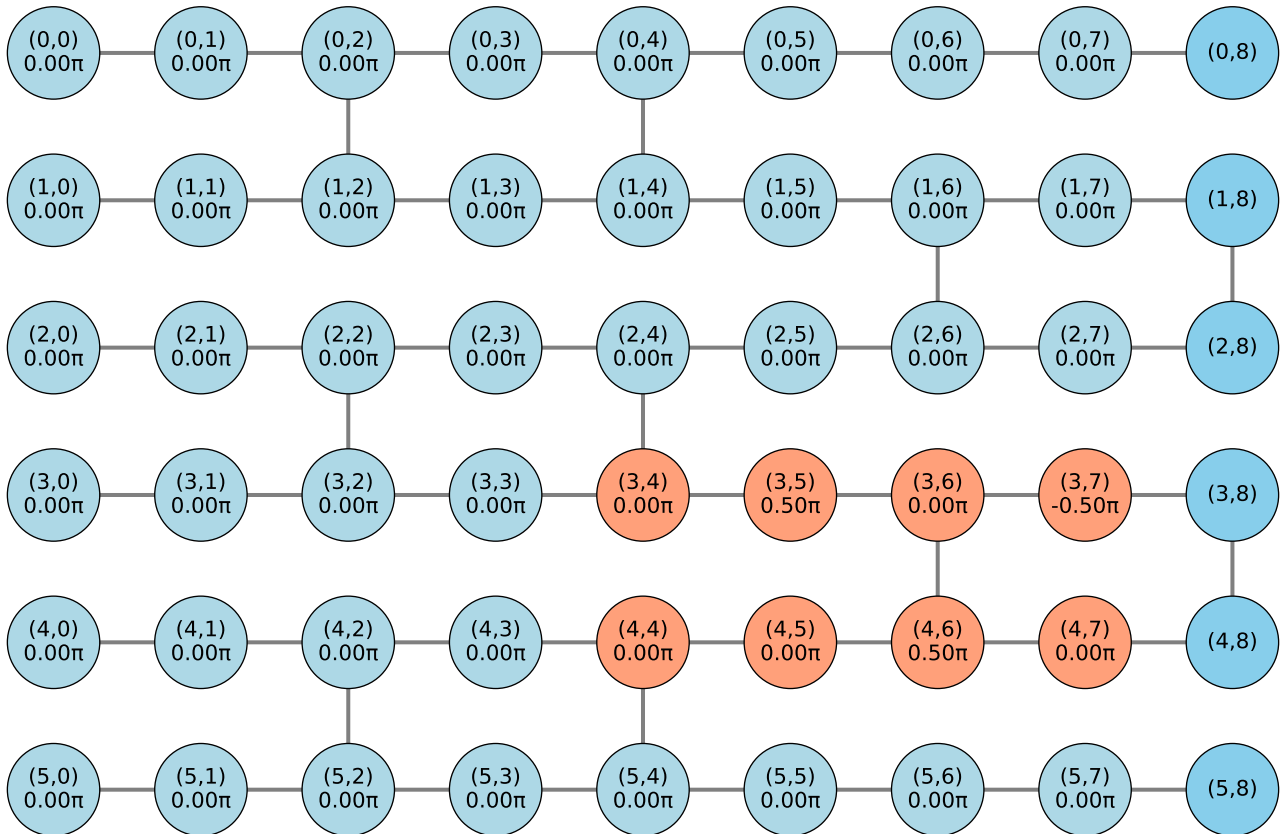 (0,0) (0,1) (0,2) (0,3) (0,4) (0,5) (0,6) (0,7) (0,8)
0.00π 0.00π 0.00π 0.00π 0.00π 0.00π 0.00π 0.00π
(1,0) (1,1) (1,2) (1,3) (1,4) (1,5) (1,6) (1,7) (1,8)
0.00π 0.00π 0.00π 0.00π 0.00π 0.00π 0.00π 0.00π
(2,0) (2,1) (2,2) (2,3) (2,4) (2,5) (2,6) (2,7) (2,8)
0.00π 0.00π 0.00π 0.00π 0.00π 0.00π 0.00π 0.00π
(3,0) (3,1) (3,2) (3,3) (3,4) (3,5) (3,6) (3,7) (3,8)
0.00π 0.00π 0.00π 0.00π 0.00π 0.50π 0.00π -0.50π
(4,0) (4,1) (4,2) (4,3) (4,4) (4,5) (4,6) (4,7) (4,8)
0.00π 0.00π 0.00π 0.00π 0.00π 0.00π 0.50π 0.00π
(5,0) (5,1) (5,2) (5,3) (5,4) (5,5) (5,6) (5,7) (5,8)
0.00π 0.00π 0.00π 0.00π 0.00π 0.00π 0.00π 0.00π